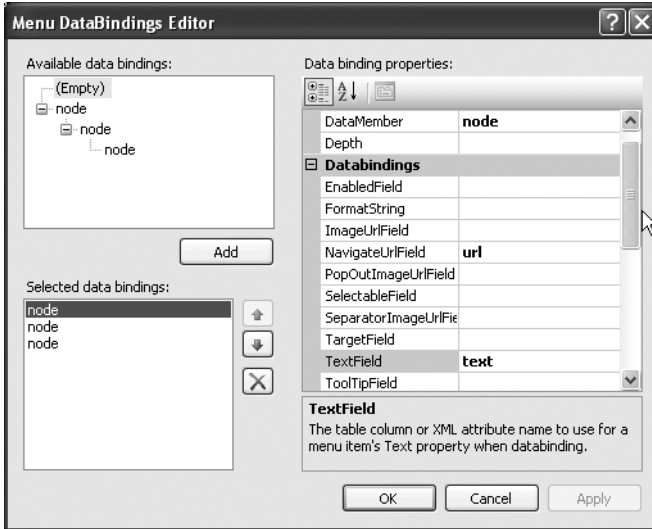 Menu DataBindings Editor
Available data bindings:
(Empty)
node
node
node
Add
Selected data bindings:
node
node
node
Data binding properties:
DataMember node
Depth
Databindings
EnabledField
FormatString
ImageUrlField
NavigateUrlField url
PopOutImageUrlField
SelectableField
SeparatorImageUrlFie
TargetField
TextField text
ToolTipField
TextField
The table column or XML attribute name to use for a
menu item's Text property when databinding.
OK Cancel Apply